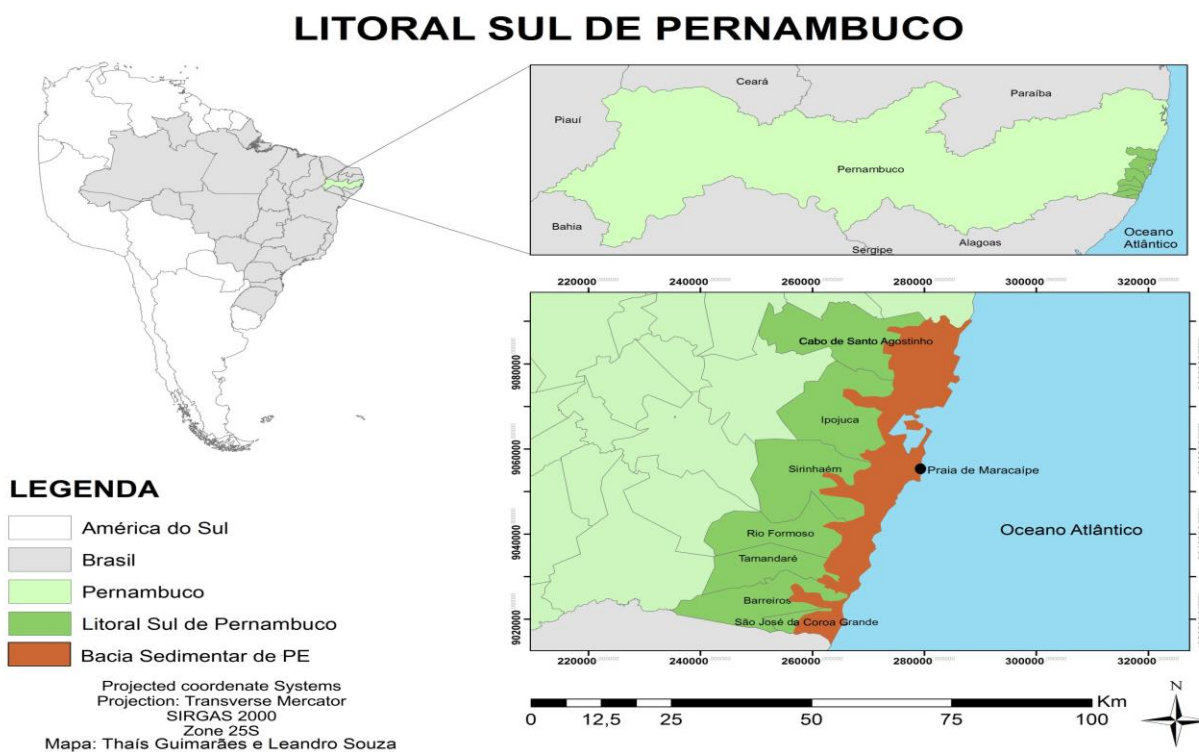 LITORAL SUL DE PERNAMBUCO
Ceará
Paraíba
Piauí
Pernambuco
Bahia
Sergipe
Alagoas
Oceano
Atlântico
220000 240000 260000 280000 300000 320000
9080000
9060000
9040000
9020000
Cabo de Santo Agostinho
Ipojuca
Sirinhaém
Praia de Maracaípe
Rio Formoso
Oceano Atlântico
Tamandaré
Barreiros
São José da Coroa Grande
220000 240000 260000 280000 300000 320000
LEGENDA
América do Sul
Brasil
Pernambuco
Litoral Sul de Pernambuco
Bacia Sedimentar de PE
Projected coordenate Systems
Projection: Transverse Mercator
SIRGAS 2000
Zone 25S
Mapa: Thaís Guimarães e Leandro Souza
Km
0 12,5 25 50 75 100
N